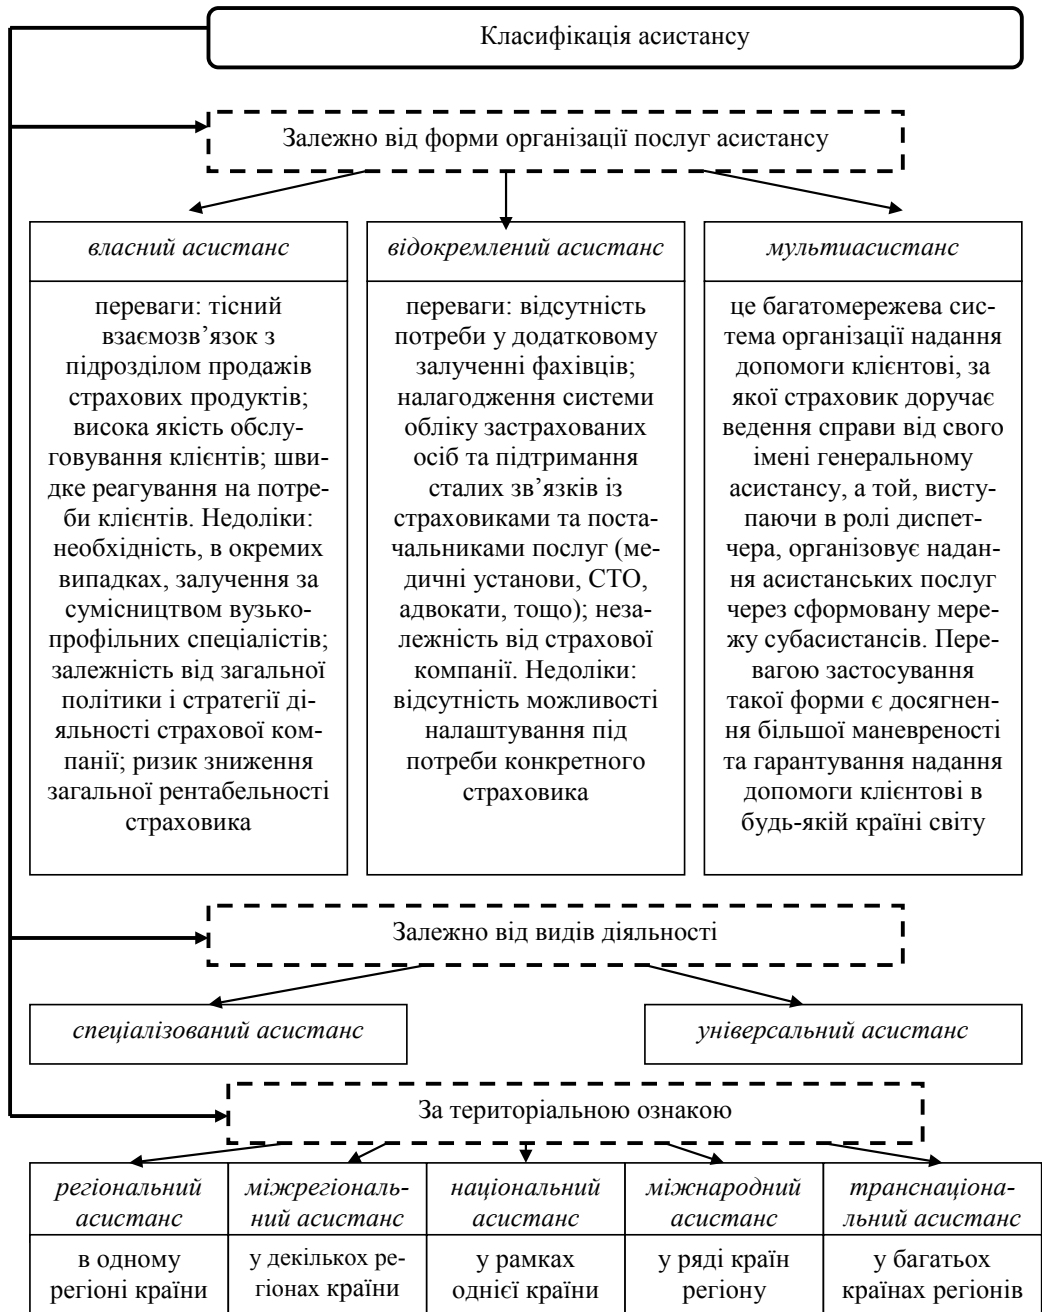 Класифікація асистансу
Залежно від форми організації послуг асистансу
власний асистанс
переваги: тісний
взаємозв’язок з
підрозділом продажів
страхових продуктів;
висока якість обслу-
говування клієнтів; шви-
дке реагування на потре-
би клієнтів. Недоліки:
необхідність, в окремих
випадках, залучення за
сумісництвом вузько-
профільних спеціалістів;
залежність від загальної
політики і стратегії ді-
яльності страхової ком-
панії; ризик зниження
загальної рентабельності
страховика
відокремлений асистанс
переваги: відсутність
потреби у додатковому
залученні фахівців;
налагодження системи
обліку застрахованих
осіб та підтримання
сталих зв’язків із
страховиками та поста-
чальниками послуг (ме-
дичні установи, СТО,
адвокати, тощо); неза-
лежність від страхової
компанії. Недоліки:
відсутність можливості
налаштування під
потреби конкретного
страховика
мультиасистанс
це багатомережева сис-
тема організації надання
допомоги клієнтові, за
якої страховик доручає
ведення справи від свого
імені генеральному
асистансу, а той, висту-
паючи в ролі диспет-
чера, організовує надан-
ня асистанських послуг
через сформовану мере-
жу субасистансів. Пере-
вагою застосування
такої форми є досягнен-
ня більшої маневреності
та гарантування надання
допомоги клієнтові в
будь-якій країні світу
Залежно від видів діяльності
спеціалізований асистанс
універсальний асистанс
За територіальною ознакою
регіональний
асистанс
в одному
регіоні країни
міжрегіональ-
ний асистанс
у декількох ре-
гіонах країни
національний
асистанс
у рамках
однієї країни
міжнародний
асистанс
у ряді країн
регіону
транснаціона-
льний асистанс
у багатьох
країнах регіонів